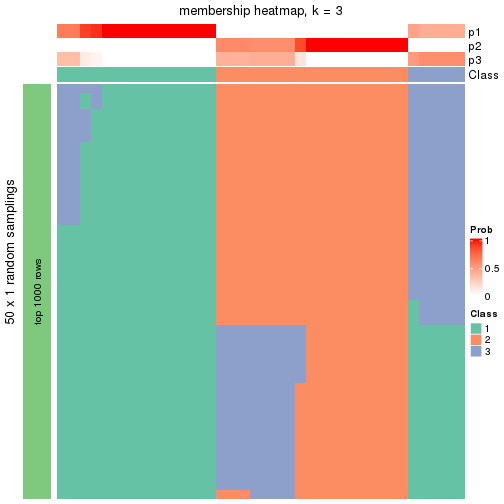 membership heatmap, k = 3
p1
p2
p3
Class
50 x 1 random samplings
top 1000 rows
Prob
1
0.5
0
Class
1
2
3